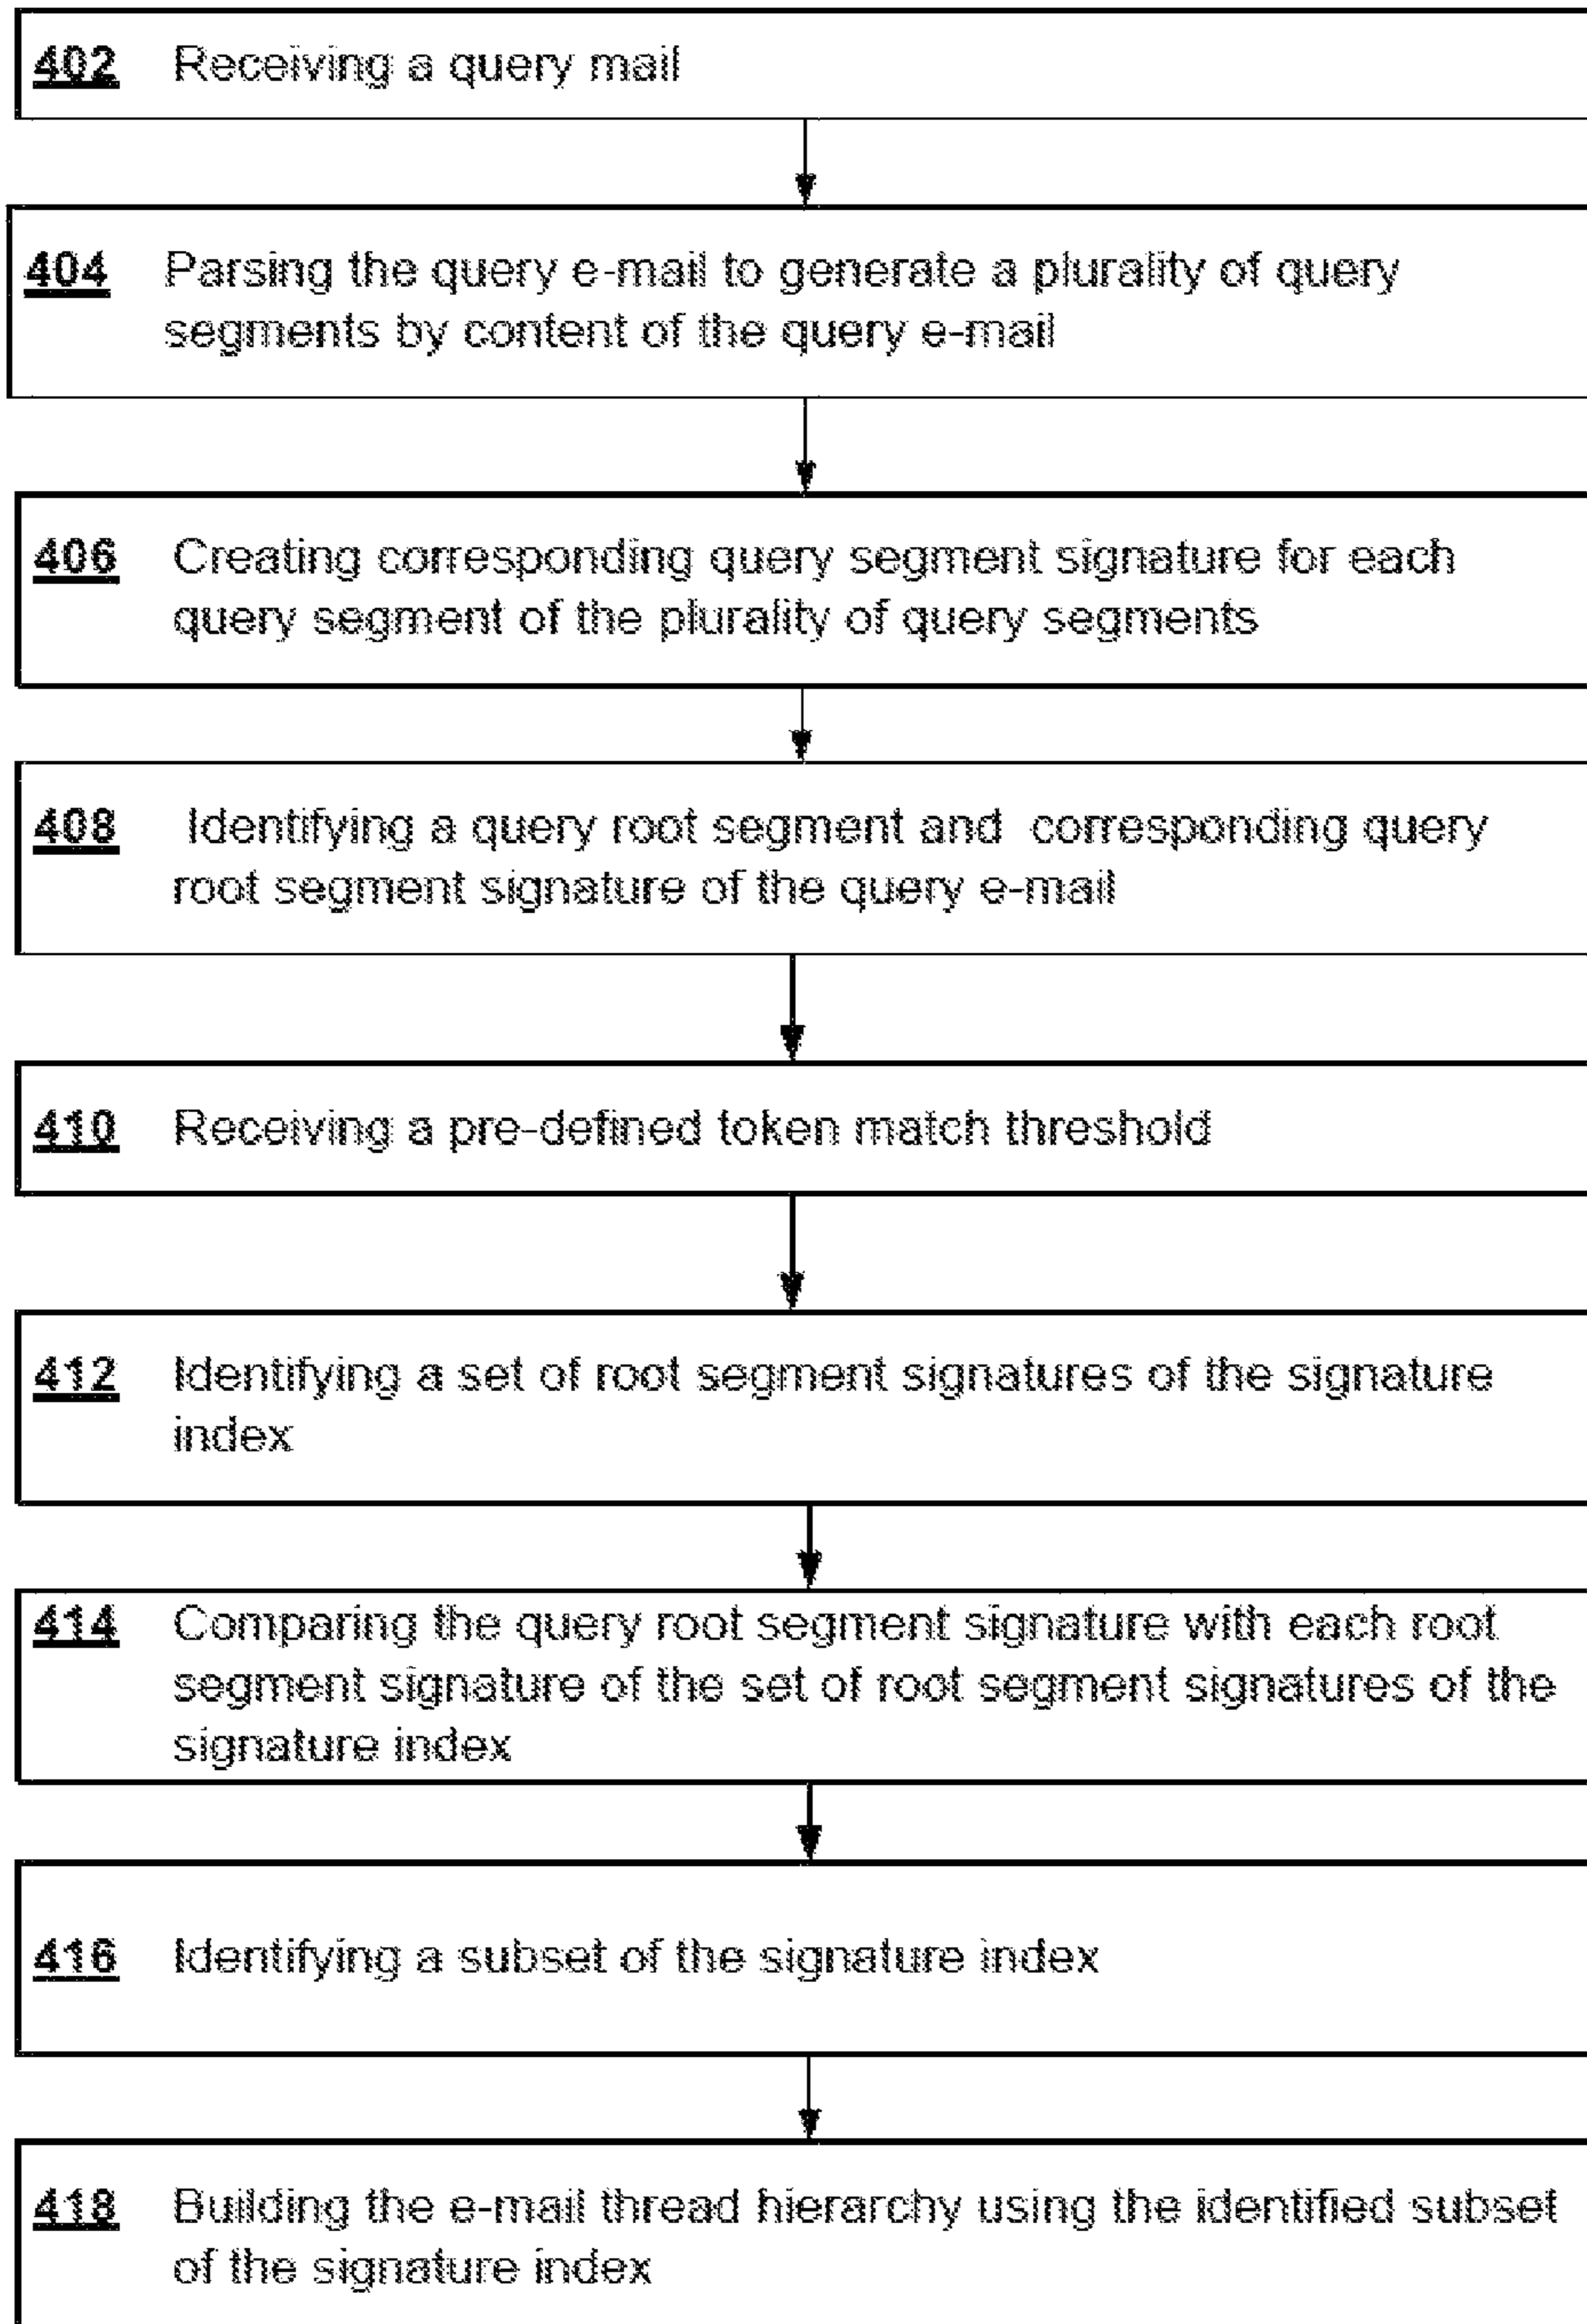 402 Receiving a query mail
404 Parsing the query e-mail to generate a plurality of query
segments by content of the query e-mail
406 Creating corresponding query segment signature for each
query segment of the plurality of query segments
408 Identifying a query root segment and corresponding query
root segment signature of the query e-mail
410 Receiving a pre-defined token match threshold
412 Identifying a set of root segment signatures of the signature
index
414 Comparing the query root segment signature with each root
segment signature of the set of root segment signatures of the
signature index
416 Identifying a subset of the signature index
418 Building the e-mail thread hierarchy using the identified subset
of the signature index